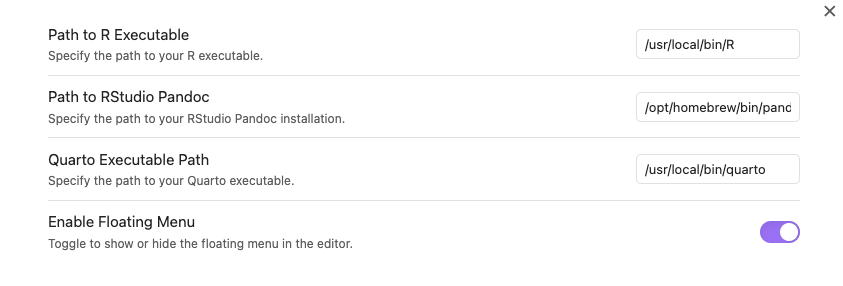 Path to R Executable
Specify the path to your R executable.
/usr/local/bin/R
Path to RStudio Pandoc
Specify the path to your RStudio Pandoc installation.
/opt/homebrew/bin/pand
Quarto Executable Path
Specify the path to your Quarto executable.
/usr/local/bin/quarto
Enable Floating Menu
Toggle to show or hide the floating menu in the editor.